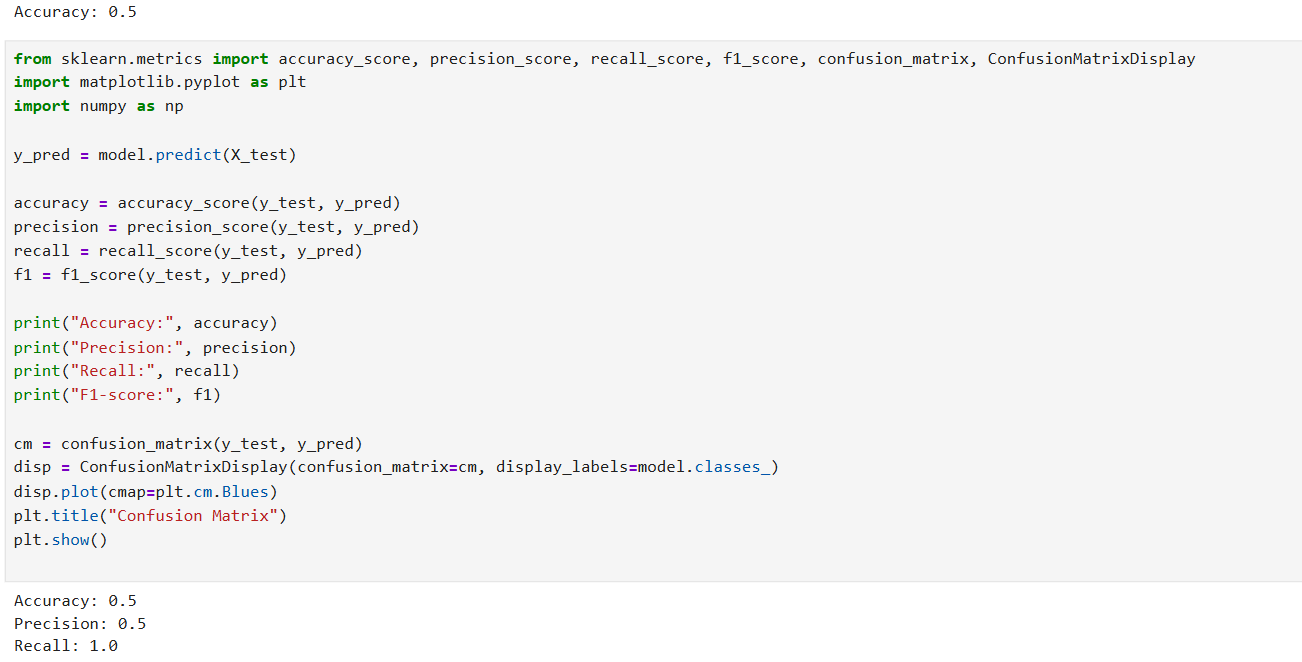 Accuracy: 0.5
from sklearn.metrics import accuracy_score, precision_score, recall_score, f1_score, confusion_matrix, ConfusionMatrixDisplay
import matplotlib.pyplot as plt
import numpy as np
y_pred = model.predict(X_test)
accuracy = accuracy_score(y_test, y_pred)
precision = precision_score(y_test, y_pred)
recall = recall_score(y_test, y_pred)
f1 = f1_score(y_test, y_pred)
print("Accuracy:", accuracy)
print("Precision:", precision)
print("Recall:", recall)
print("F1-score:", f1)
cm = confusion_matrix(y_test, y_pred)
disp = ConfusionMatrixDisplay(confusion_matrix=cm, display_labels=model.classes_)
disp.plot(cmap=plt.cm.Blues)
plt.title("Confusion Matrix")
plt.show()
Accuracy: 0.5
Precision: 0.5
Recall: 1.0